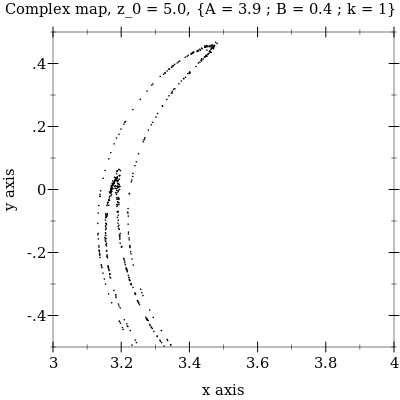 Complex map, z_0 = 5.0, {A = 3.9 ; B = 0.4 ; k = 1}
.4
.2
0
-.2
-.4
y axis
3 3.2 3.4 3.6 3.8 4
x axis